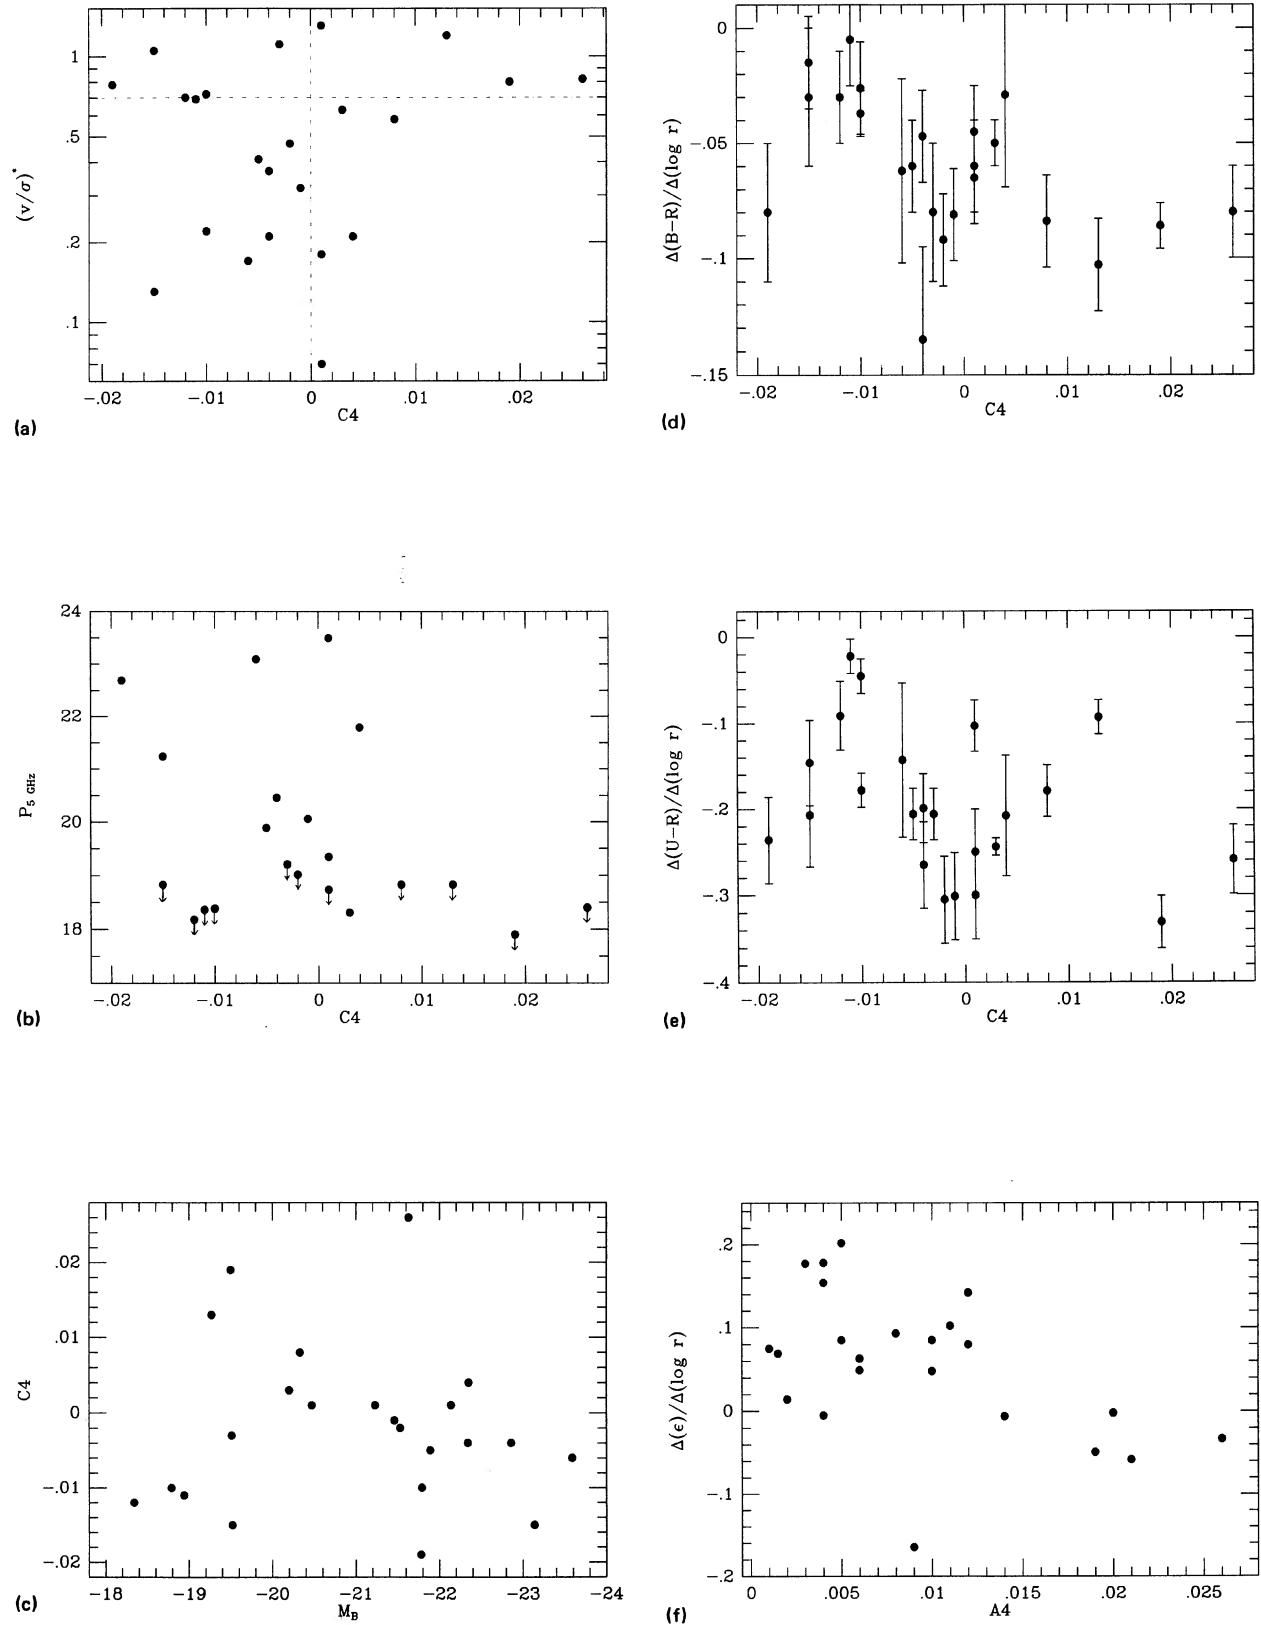 1
.5
.2
.1
(v/σ)*
-.02 -.01 0 .01 .02
C4
(a)
24
22
20
18
P5 GHz
-.02 -.01 0 .01 .02
C4
(b)
.02
.01
0
-.01
-.02
C4
-18 -19 -20 -21 -22 -23 -24
MB
(c)
0
-.05
-.1
-.15
Δ(B-R)/Δ(log r)
-.02 -.01 0 .01 .02
C4
(d)
0
-.1
-.2
-.3
-.4
Δ(U-R)/Δ(log r)
-.02 -.01 0 .01 .02
C4
(e)
.2
.1
0
-.1
-.2
Δ(ϵ)/Δ(log r)
0 .005 .01 .015 .02 .025
A4
(f)